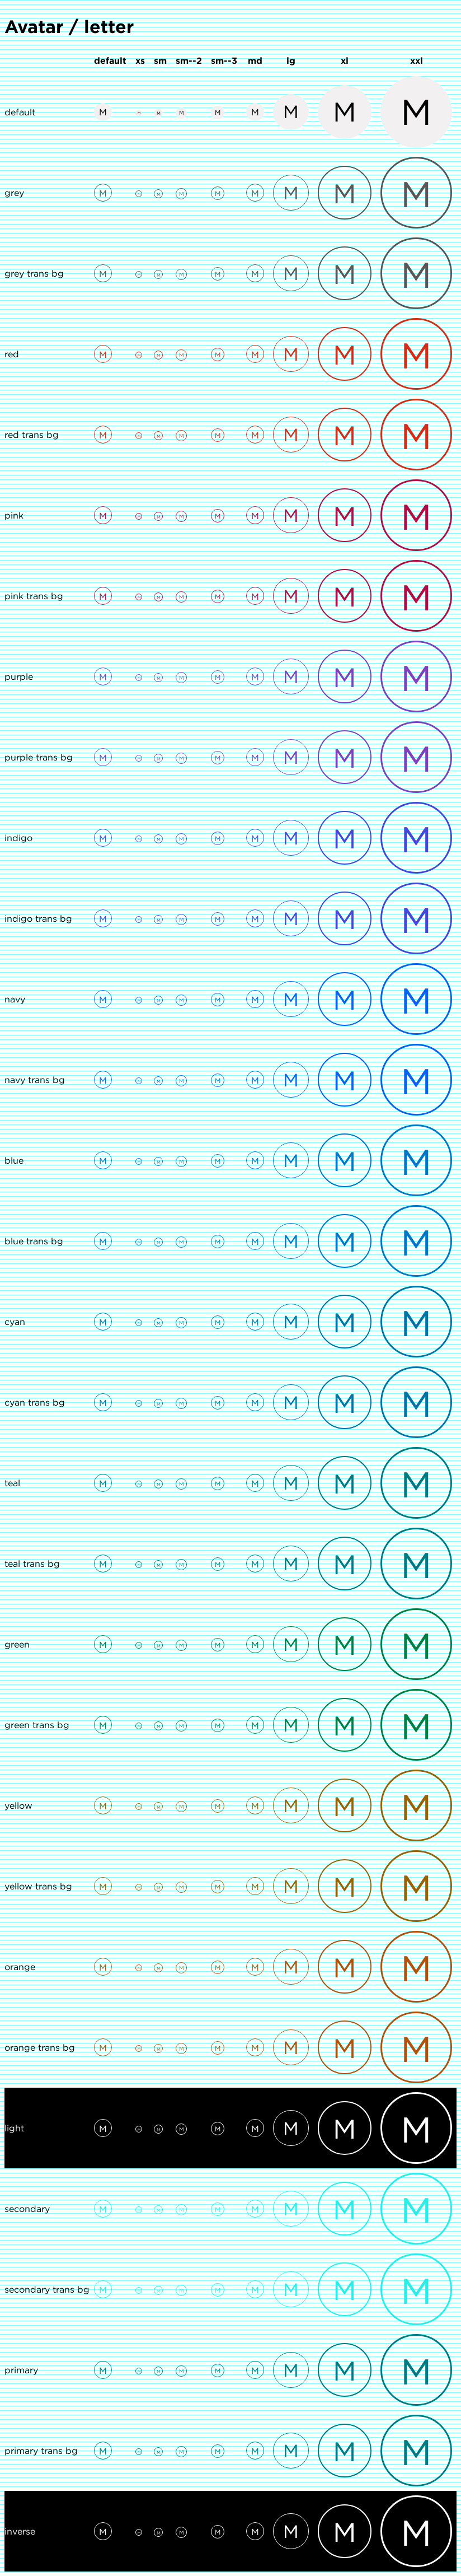 Avatar / letter
default xs sm sm--2 sm--3 md lg xl xxl
default M M M M M M M M M
grey M M M M M M M M M
grey trans bg M M M M M M M M M
red M M M M M M M M M
red trans bg M M M M M M M M M
pink M M M M M M M M M
pink trans bg M M M M M M M M M
purple M M M M M M M M M
purple trans bg M M M M M M M M M
indigo M M M M M M M M M
indigo trans bg M M M M M M M M M
navy M M M M M M M M M
navy trans bg M M M M M M M M M
blue M M M M M M M M M
blue trans bg M M M M M M M M M
cyan M M M M M M M M M
cyan trans bg M M M M M M M M M
teal M M M M M M M M M
teal trans bg M M M M M M M M M
green M M M M M M M M M
green trans bg M M M M M M M M M
yellow M M M M M M M M M
yellow trans bg M M M M M M M M M
orange M M M M M M M M M
orange trans bg M M M M M M M M M
light M M M M M M M M M
secondary M M M M M M M M M
secondary trans bg M M M M M M M M M
primary M M M M M M M M M
primary trans bg M M M M M M M M M
inverse M M M M M M M M M